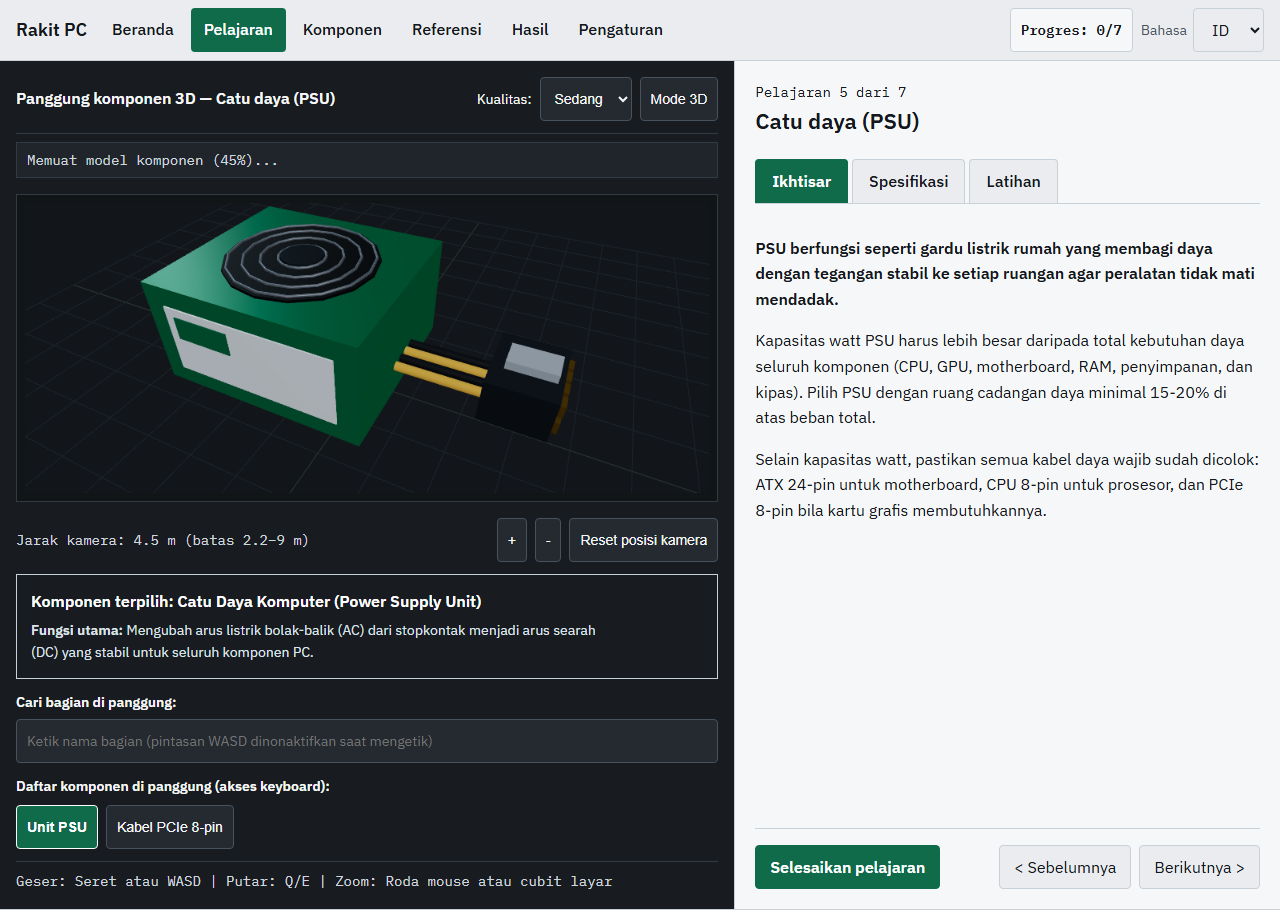 Rakit PC Beranda Pelajaran Komponen Referensi Hasil Pengaturan Progres: 0/7 Bahasa ID
Panggung komponen 3D — Catu daya (PSU) Kualitas: Sedang Mode 3D
Memuat model komponen (45%)...
Jarak kamera: 4.5 m (batas 2.2–9 m) + - Reset posisi kamera
Komponen terpilih: Catu Daya Komputer (Power Supply Unit)
Fungsi utama: Mengubah arus listrik bolak-balik (AC) dari stopkontak menjadi arus searah
(DC) yang stabil untuk seluruh komponen PC.
Cari bagian di panggung:
Ketik nama bagian (pintasan WASD dinonaktifkan saat mengetik)
Daftar komponen di panggung (akses keyboard):
Unit PSU Kabel PCIe 8-pin
Geser: Seret atau WASD | Putar: Q/E | Zoom: Roda mouse atau cubit layar
Pelajaran 5 dari 7
Catu daya (PSU)
Ikhtisar Spesifikasi Latihan
PSU berfungsi seperti gardu listrik rumah yang membagi daya
dengan tegangan stabil ke setiap ruangan agar peralatan tidak mati
mendadak.
Kapasitas watt PSU harus lebih besar daripada total kebutuhan daya
seluruh komponen (CPU, GPU, motherboard, RAM, penyimpanan, dan
kipas). Pilih PSU dengan ruang cadangan daya minimal 15-20% di
atas beban total.
Selain kapasitas watt, pastikan semua kabel daya wajib sudah dicolok:
ATX 24-pin untuk motherboard, CPU 8-pin untuk prosesor, dan PCIe
8-pin bila kartu grafis membutuhkannya.
Selesaikan pelajaran < Sebelumnya Berikutnya >